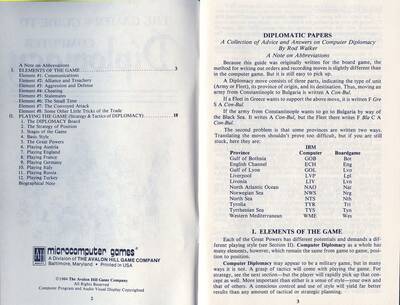 A Note on Abbreviations
I. ELEMENTS OF THE GAME 3
Element #1. Communications
Element #2. Alliance and Treachery
Element #3. Aggression and Defense
Element #4. Cheating
Element #5. Stalemates
Element #6. The Small Time
Element #7. The Convoyed Attack
Element #8. Some Other Little Tricks of the Trade
II. PLAYING THE GAME (Strategy & Tactics of DIPLOMACY) 18
1. The DIPLOMACY Board
2. The Strategy of Position
3. Stages of the Game
4. Basic Style
5. The Great Powers
6. Playing Austria
7. Playing England
8. Playing France
9. Playing Germany
10. Playing Italy
11. Playing Russia
12. Playing Turkey
Biographical Note
microcomputer games
A Division of THE AVALON HILL GAME COMPANY
Baltimore, Maryland • Printed in USA
©1984 The Avalon Hill Game Company
All Rights Reserved
Computer Program and Audio Visual Display Copyrighted
2
DIPLOMATIC PAPERS
A Collection of Advice and Answers on Computer Diplomacy
By Rod Walker
A Note on Abbreviations
Because this guide was originally written for the board game, the
method for writing out orders and recording moves is slightly different than
in the computer game. But it is still easy to pick up.
A Diplomacy move consists of three parts, indicating the type of unit
(Army or Fleet), its province of origin, and its destination. Thus, moving an
army from Constantinople to Bulgaria is written A Con-Bul.
If a Fleet in Greece wants to support the above move, it is written F Gre
S A Con-Bul.
If the army from Constantinople wants to get to Bulgaria by way of
the Black Sea. It writes A Con-Bul, but the Fleet there writes F Bla C A
Con-Bul.
The second problem is that some provinces are written two ways.
Translating the move shouldn't prove too difficult, but if you are still
stuck, here they are:
IBM
Province Computer Boardgame
Gulf of Bothnia GOB Bot
English Channel ECH Eng
Gulf of Lyon GOL Lyo
Liverpool LVP Lpl
Livonia LIV Lvn
North Atlantic Ocean NAO Nat
Norwegian Sea NWS Nrg
North Sea NTS Nth
Tyrolia TYR Trl
Tyrrhenian Sea TYS Tyn
Western Mediterranean WME Wes
I. ELEMENTS OF THE GAME
Each of the Great Powers has different potentials and demands a dif-
ferent playing style (see Section II). Computer Diplomacy as a whole has
many elements, however, which remain the same from game to game, posi-
tion to position.
Computer Diplomacy may appear to be a military game, but in many
ways it is not. A grasp of tactics will come with playing the game. For
strategy, see the next section—but the player will rapidly pick up that con-
cept as well. More important than either is a sense of style—your own and
that of others. A conscious control and use of style will yield far better
results than any amount of tactical or strategic planning.
3